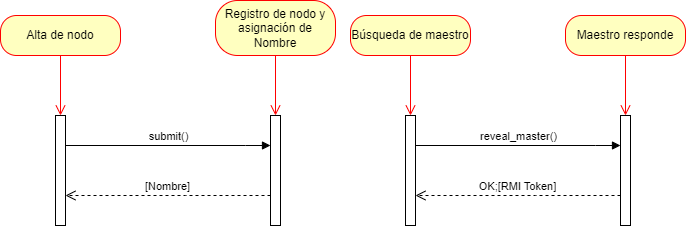 Alta de nodo
Registro de nodo y
asignación de
Nombre
Búsqueda de maestro
Maestro responde
submit()
reveal_master()
[Nombre]
OK;[RMI Token]